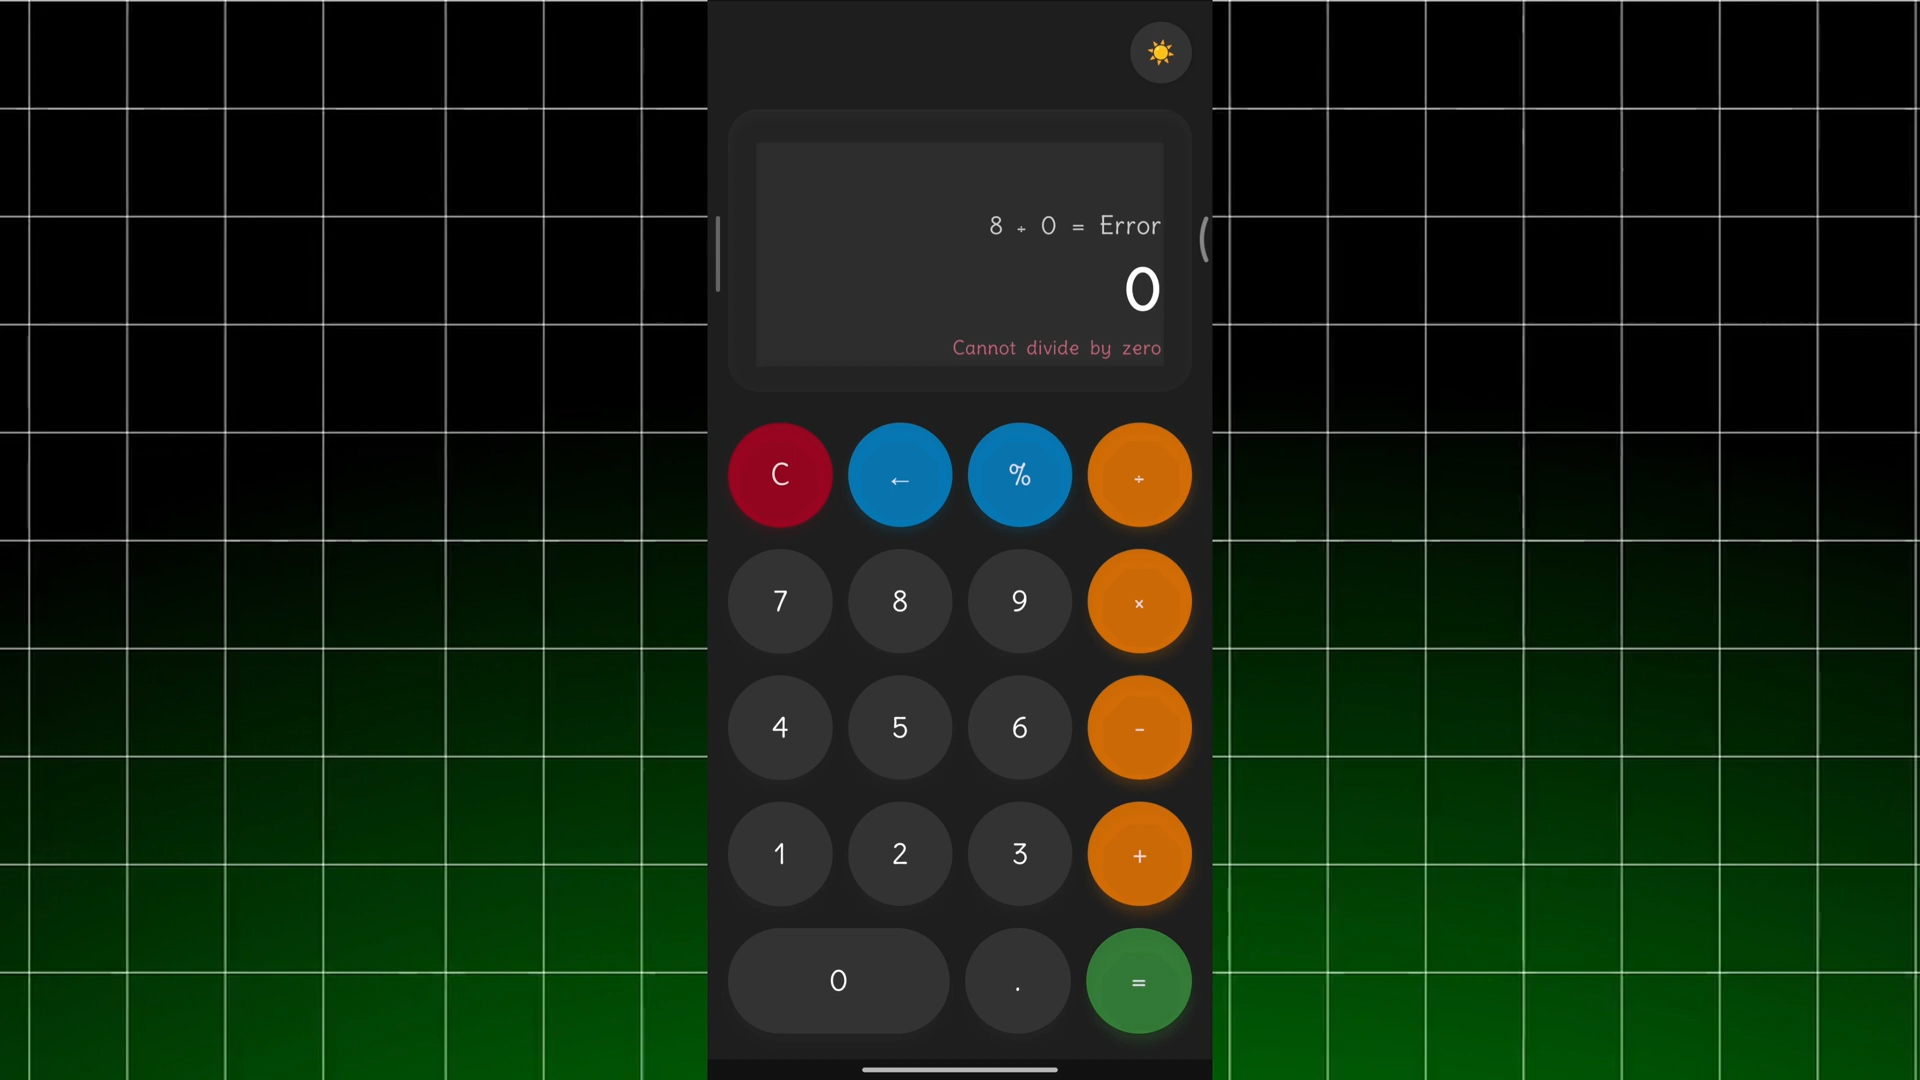 8 ÷ 0 = Error
0
Cannot divide by zero
C ← % ÷
7 8 9 ×
4 5 6 -
1 2 3 +
0 . =